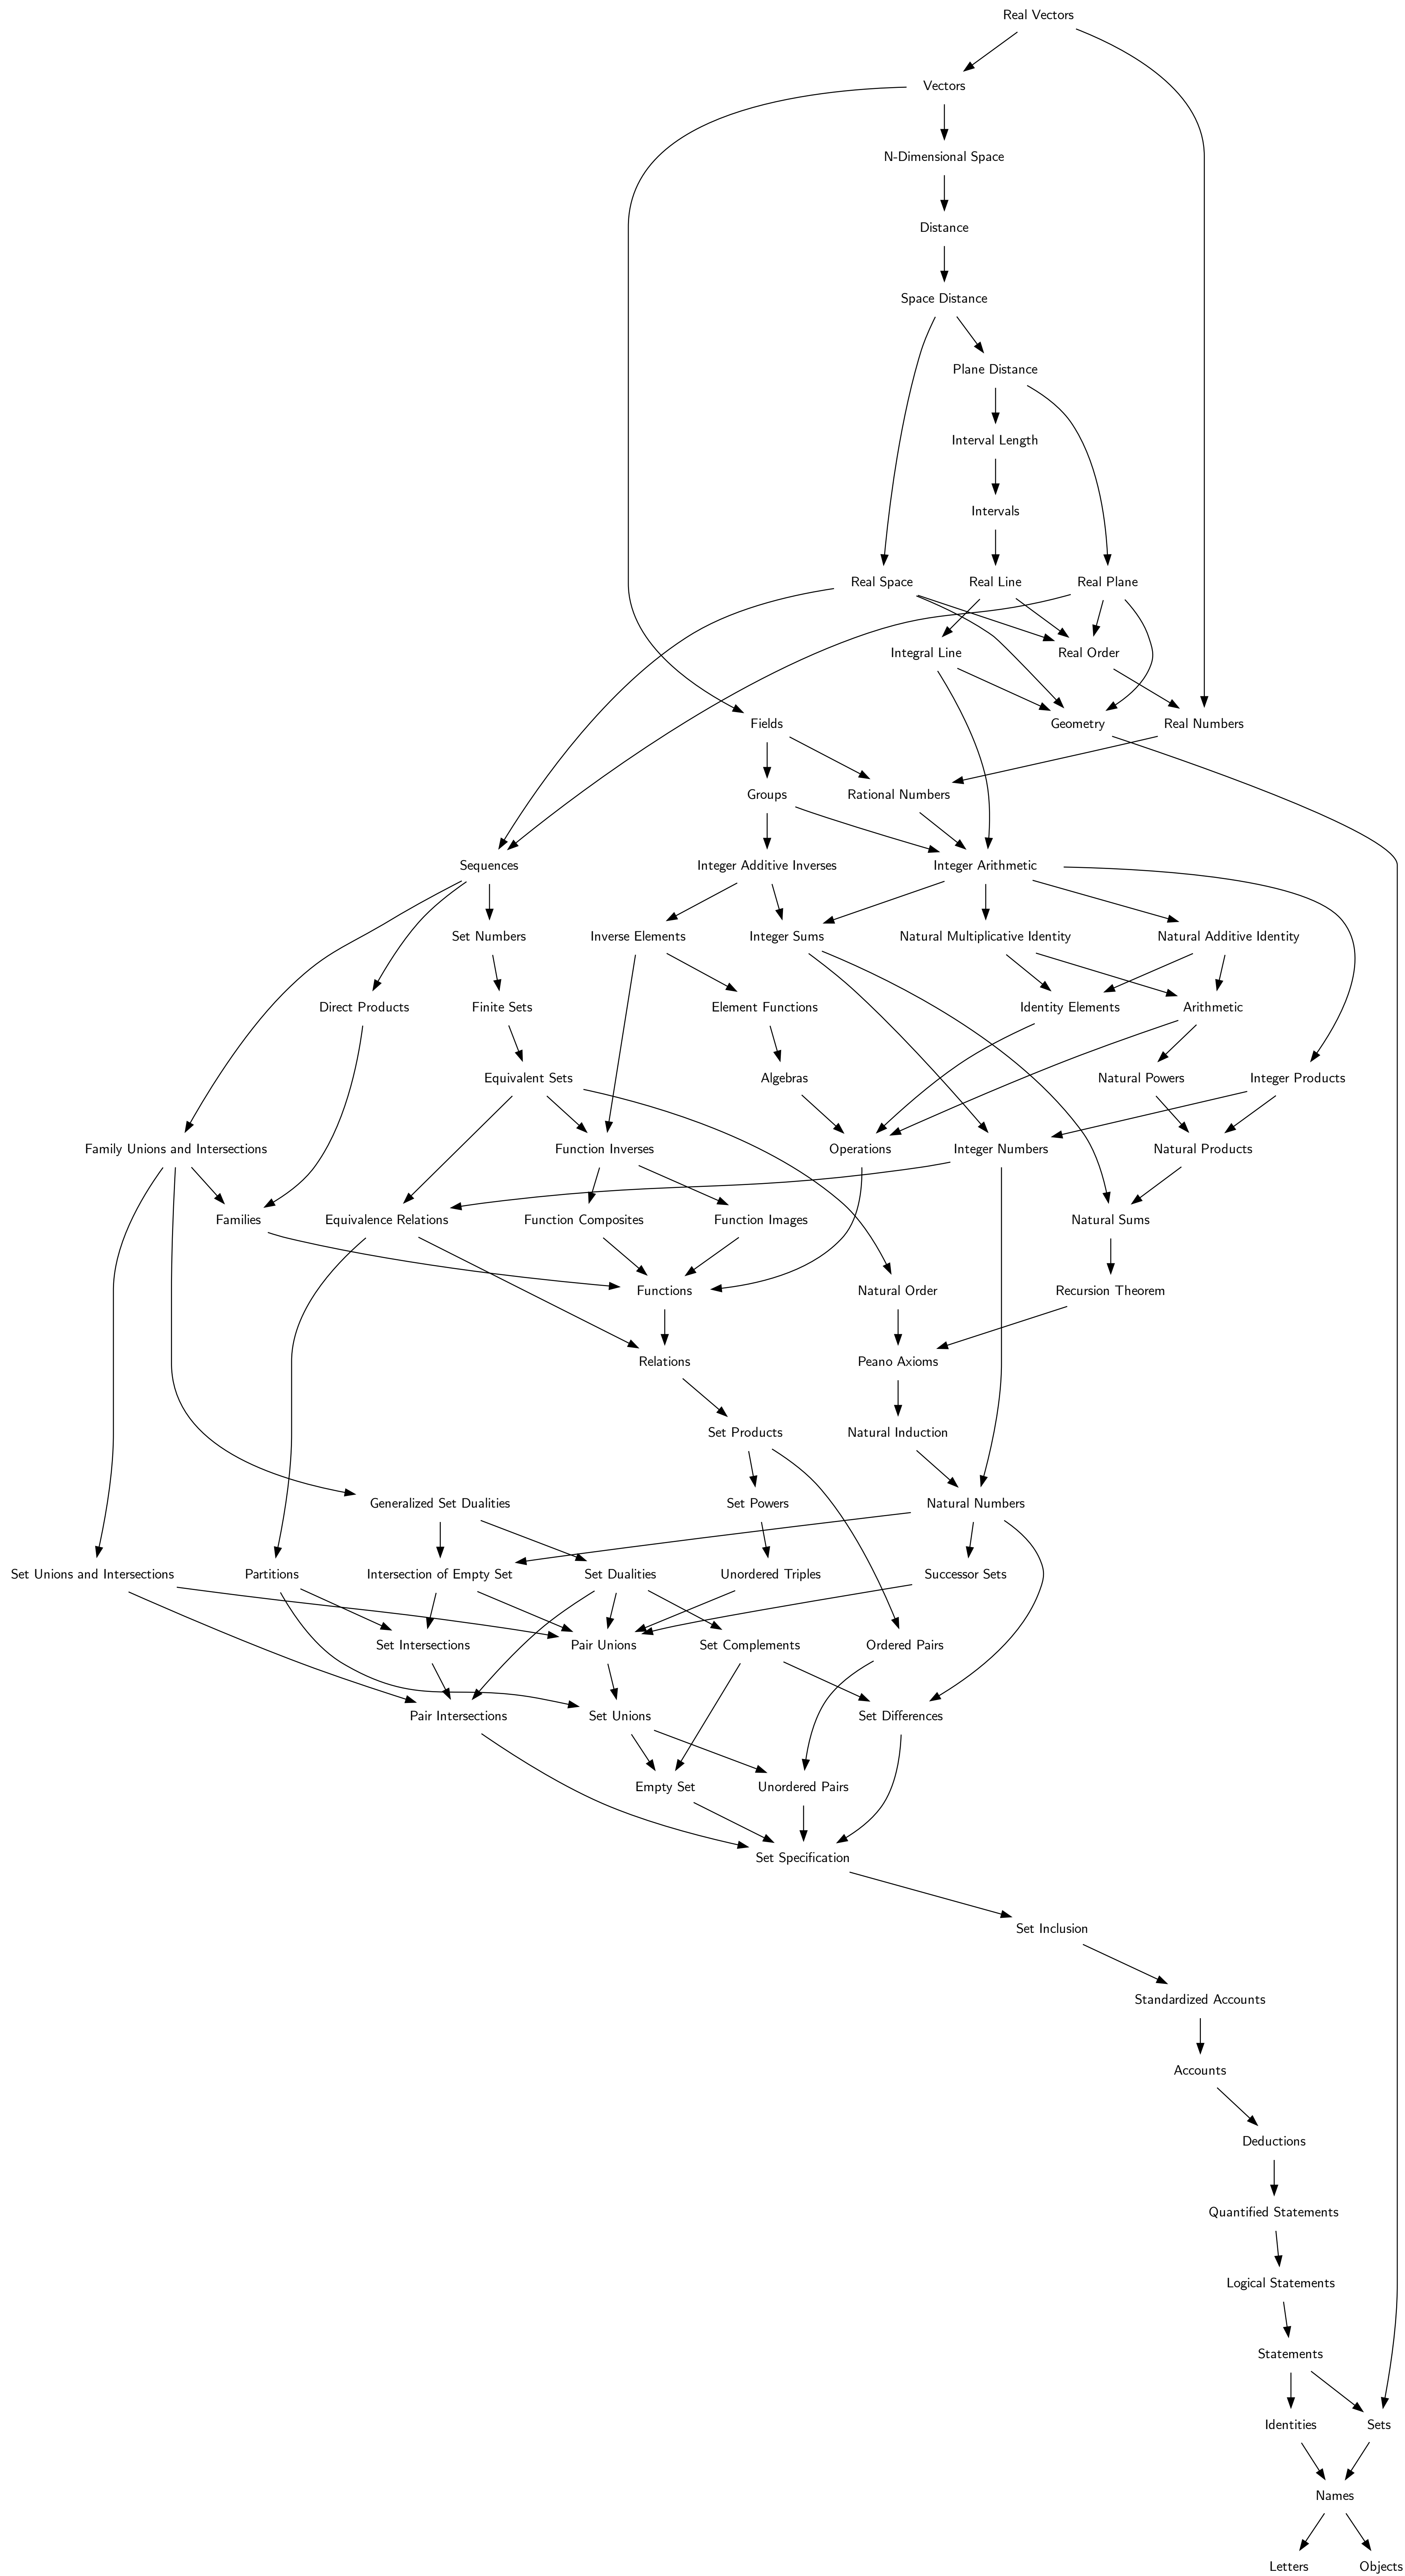 Real Vectors
Vectors
N-Dimensional Space
Distance
Space Distance
Plane Distance
Interval Length
Intervals
Real Space
Real Line
Real Plane
Integral Line
Real Order
Fields
Geometry
Real Numbers
Groups
Rational Numbers
Sequences
Integer Additive Inverses
Integer Arithmetic
Set Numbers
Inverse Elements
Integer Sums
Natural Multiplicative Identity
Natural Additive Identity
Direct Products
Finite Sets
Element Functions
Identity Elements
Arithmetic
Equivalent Sets
Algebras
Natural Powers
Integer Products
Family Unions and Intersections
Function Inverses
Operations
Integer Numbers
Natural Products
Families
Equivalence Relations
Function Composites
Function Images
Natural Sums
Functions
Natural Order
Recursion Theorem
Relations
Peano Axioms
Set Products
Natural Induction
Generalized Set Dualities
Set Powers
Natural Numbers
Set Unions and Intersections
Partitions
Intersection of Empty Set
Set Dualities
Unordered Triples
Successor Sets
Set Intersections
Pair Unions
Set Complements
Ordered Pairs
Pair Intersections
Set Unions
Set Differences
Empty Set
Unordered Pairs
Set Specification
Set Inclusion
Standardized Accounts
Accounts
Deductions
Quantified Statements
Logical Statements
Statements
Identities
Sets
Names
Letters
Objects